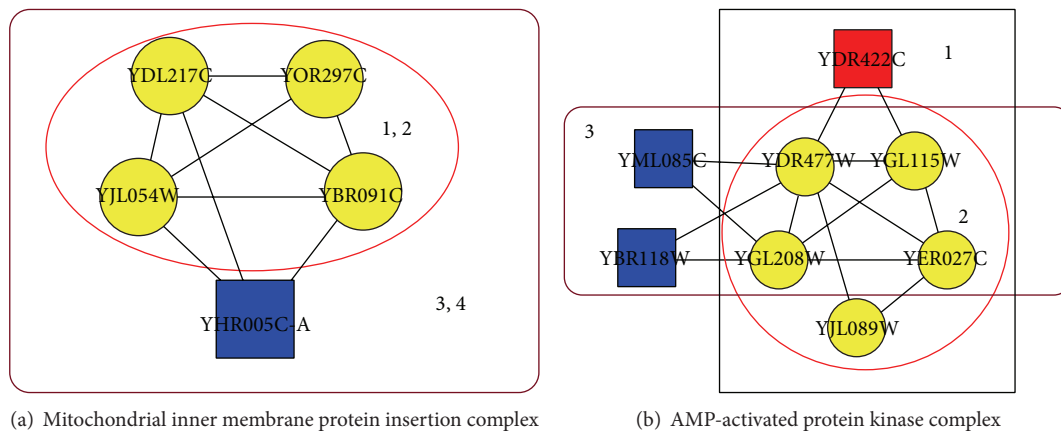 YDL217C
YOR297C
1, 2
YJL054W
YBR091C
3, 4
YHR005C-A
(a) Mitochondrial inner membrane protein insertion complex
YDR422C
1
3
YML085C
YDR477W
YGL115W
2
YBR118W
YGL208W
YER027C
YJL089W
(b) AMP-activated protein kinase complex